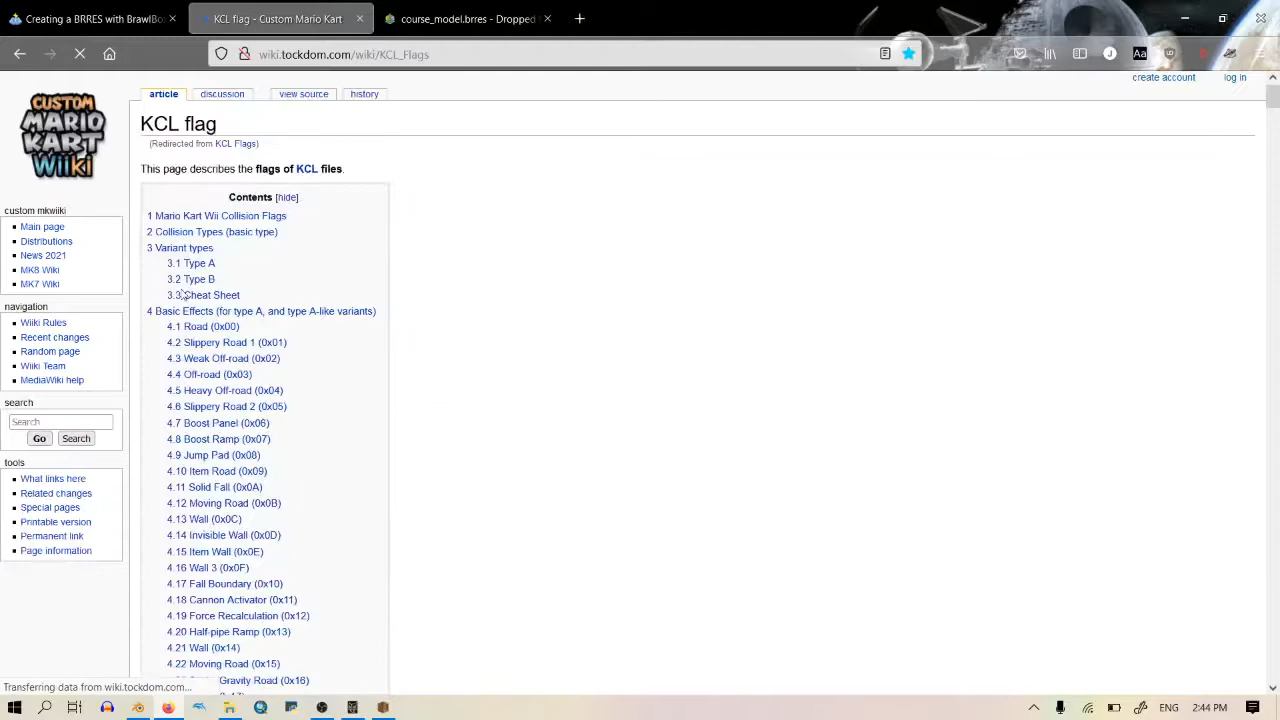 Creating a BRRES with BrawlBox
KCL flag - Custom Mario Kart
course_model.brres - Dropped
wiki.tockdom.com/wiki/KCL_Flags
create account
log in
article
discussion
view source
history
CUSTOM
MARIO
KART
Wiiki
KCL flag
(Redirected from KCL Flags)
This page describes the flags of KCL files.
Contents [hide]
1 Mario Kart Wii Collision Flags
2 Collision Types (basic type)
3 Variant types
3.1 Type A
3.2 Type B
3.3 Cheat Sheet
4 Basic Effects (for type A, and type A-like variants)
4.1 Road (0x00)
4.2 Slippery Road 1 (0x01)
4.3 Weak Off-road (0x02)
4.4 Off-road (0x03)
4.5 Heavy Off-road (0x04)
4.6 Slippery Road 2 (0x05)
4.7 Boost Panel (0x06)
4.8 Boost Ramp (0x07)
4.9 Jump Pad (0x08)
4.10 Item Road (0x09)
4.11 Solid Fall (0x0A)
4.12 Moving Road (0x0B)
4.13 Wall (0x0C)
4.14 Invisible Wall (0x0D)
4.15 Item Wall (0x0E)
4.16 Wall 3 (0x0F)
4.17 Fall Boundary (0x10)
4.18 Cannon Activator (0x11)
4.19 Force Recalculation (0x12)
4.20 Half-pipe Ramp (0x13)
4.21 Wall (0x14)
4.22 Moving Road (0x15)
Gravity Road (0x16)
custom mkwiiki
Main page
Distributions
News 2021
MK8 Wiki
MK7 Wiki
navigation
Wiiki Rules
Recent changes
Random page
Wiiki Team
MediaWiki help
search
Search
Go
Search
tools
What links here
Related changes
Special pages
Printable version
Permanent link
Page information
Transferring data from wiki.tockdom.com...
ENG
2:44 PM